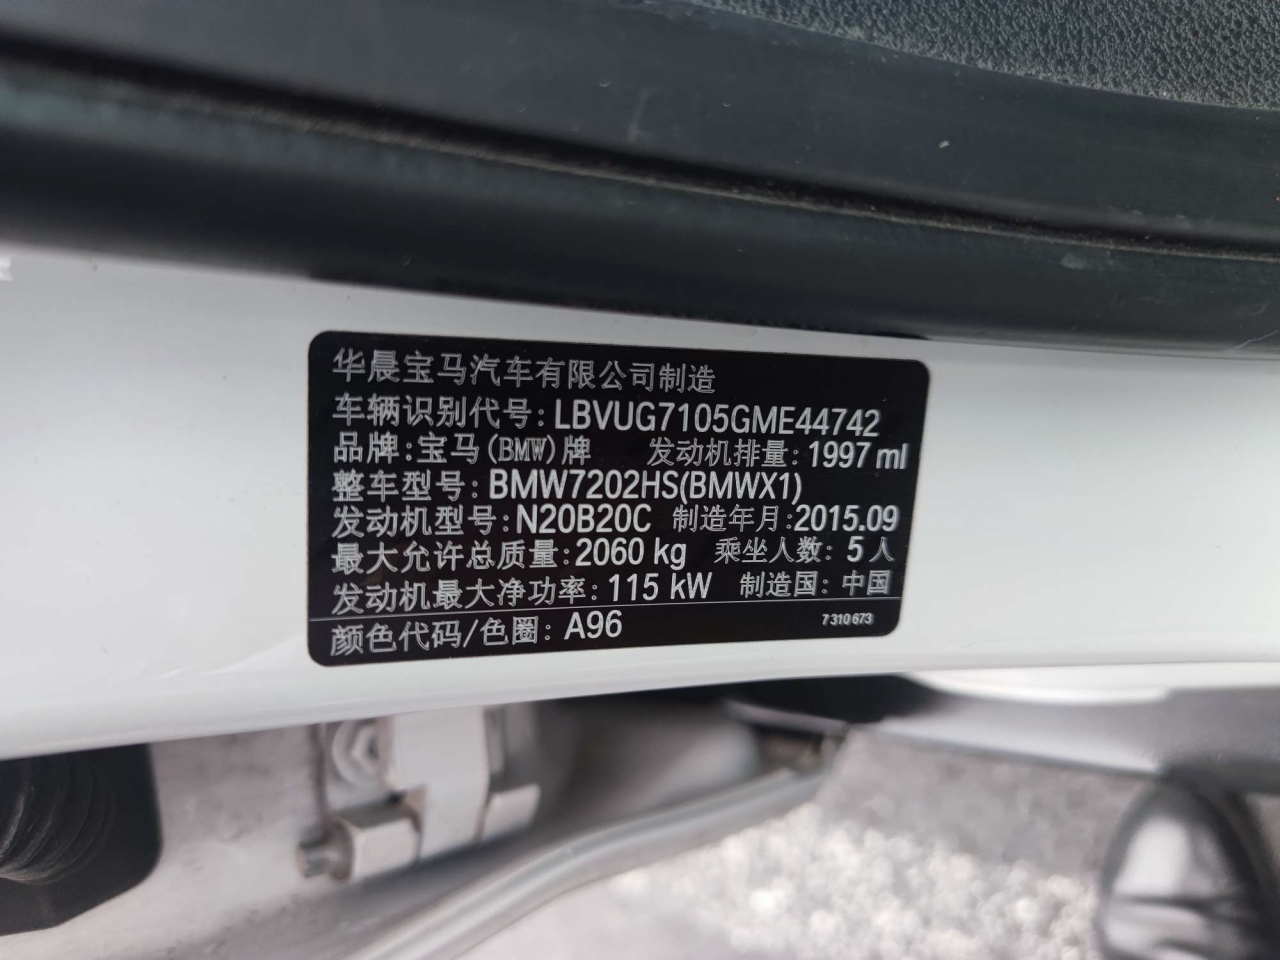 华晨宝马汽车有限公司制造
车辆识别代号:LBVUG7105GME44742
品牌:宝马(BMW)牌 发动机排量:1997 ml
整车型号:BMW7202HS(BMWX1)
发动机型号:N20B20C 制造年月:2015.09
最大允许总质量:2060 kg 乘坐人数:5人
发动机最大净功率:115 kW 制造国:中国
颜色代码/色圈:A96 7 310 673